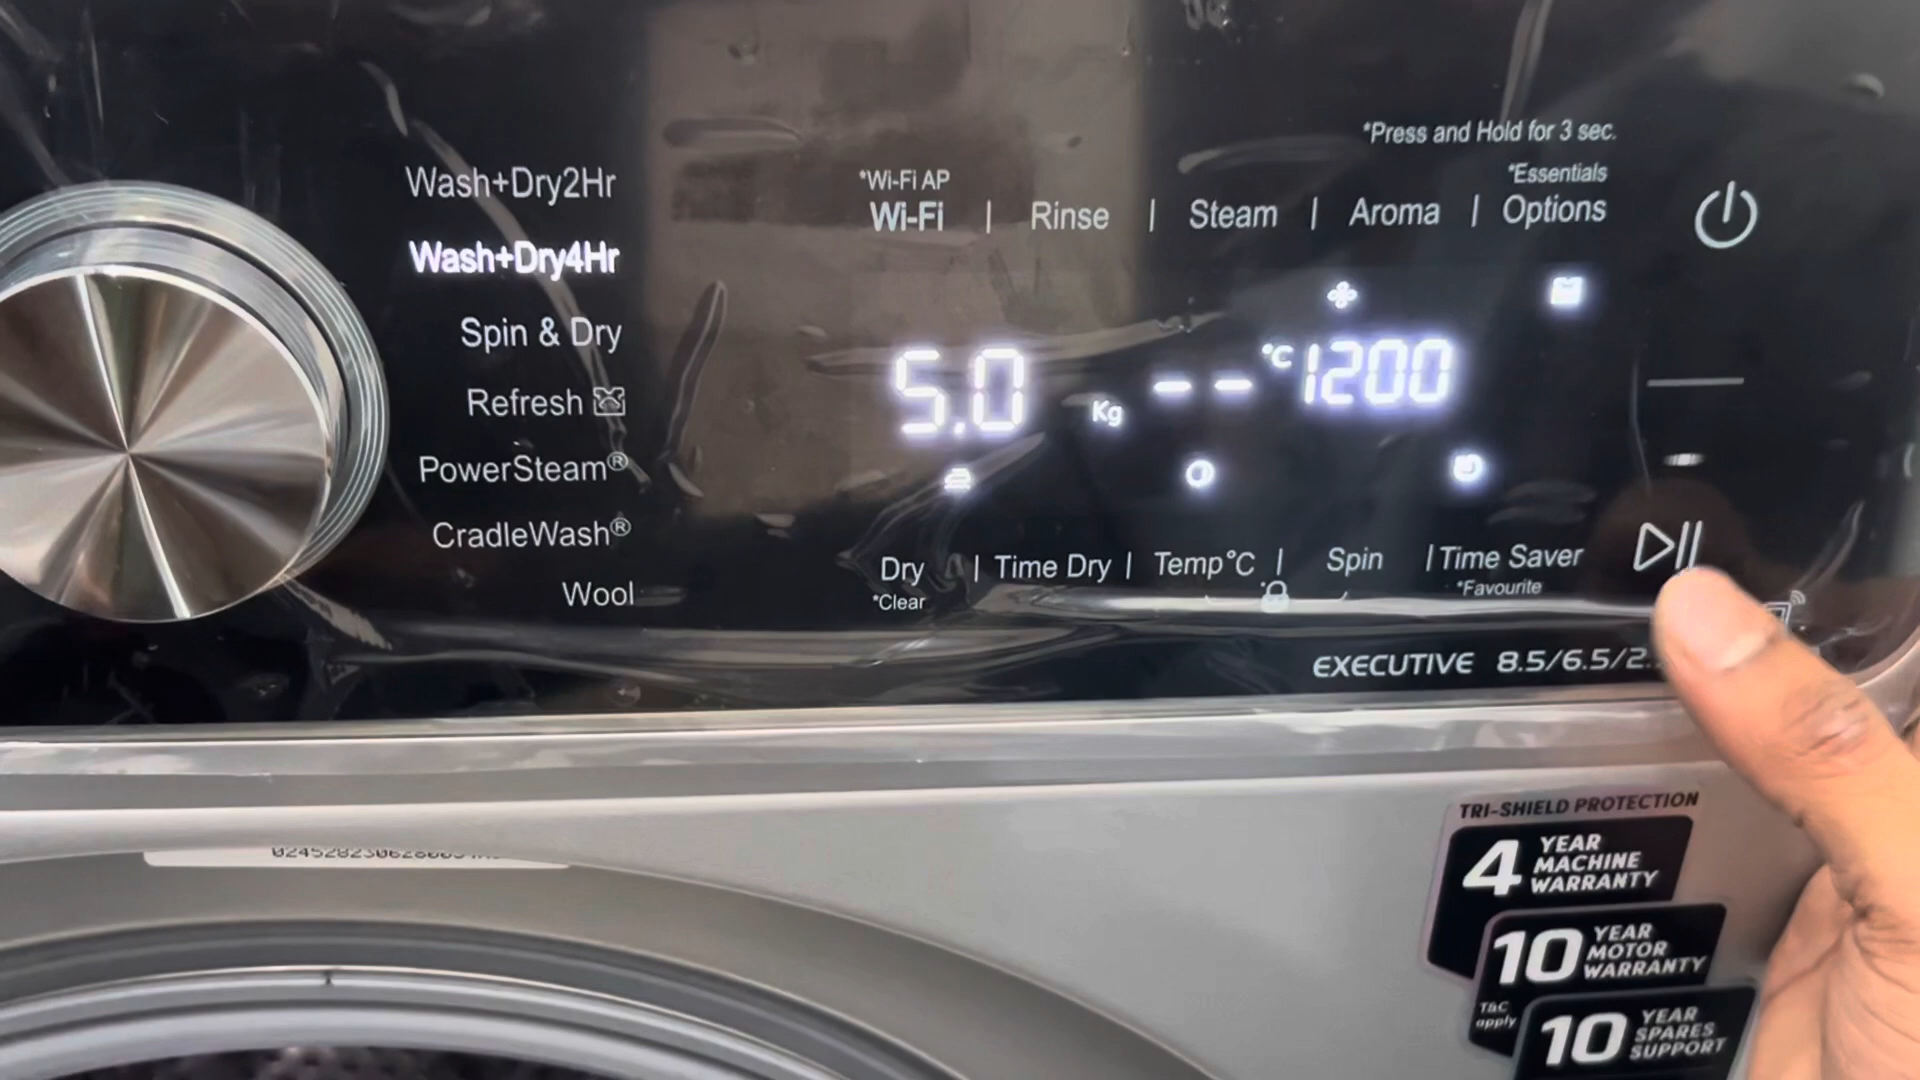 Wash+Dry2Hr
Wash+Dry4Hr
Spin & Dry
Refresh
PowerSteam®
CradleWash®
Wool
*Press and Hold for 3 sec.
*Wi-Fi AP
*Essentials
Wi-Fi | Rinse | Steam | Aroma | Options
5.0 Kg -- °C 1200
Dry | Time Dry | Temp°C | Spin | Time Saver
*Clear
*Favourite
EXECUTIVE 8.5/6.5/2.
TRI-SHIELD PROTECTION
4 YEAR
MACHINE
WARRANTY
10 YEAR
MOTOR
WARRANTY
T&C
apply
10 YEAR
SPARES
SUPPORT